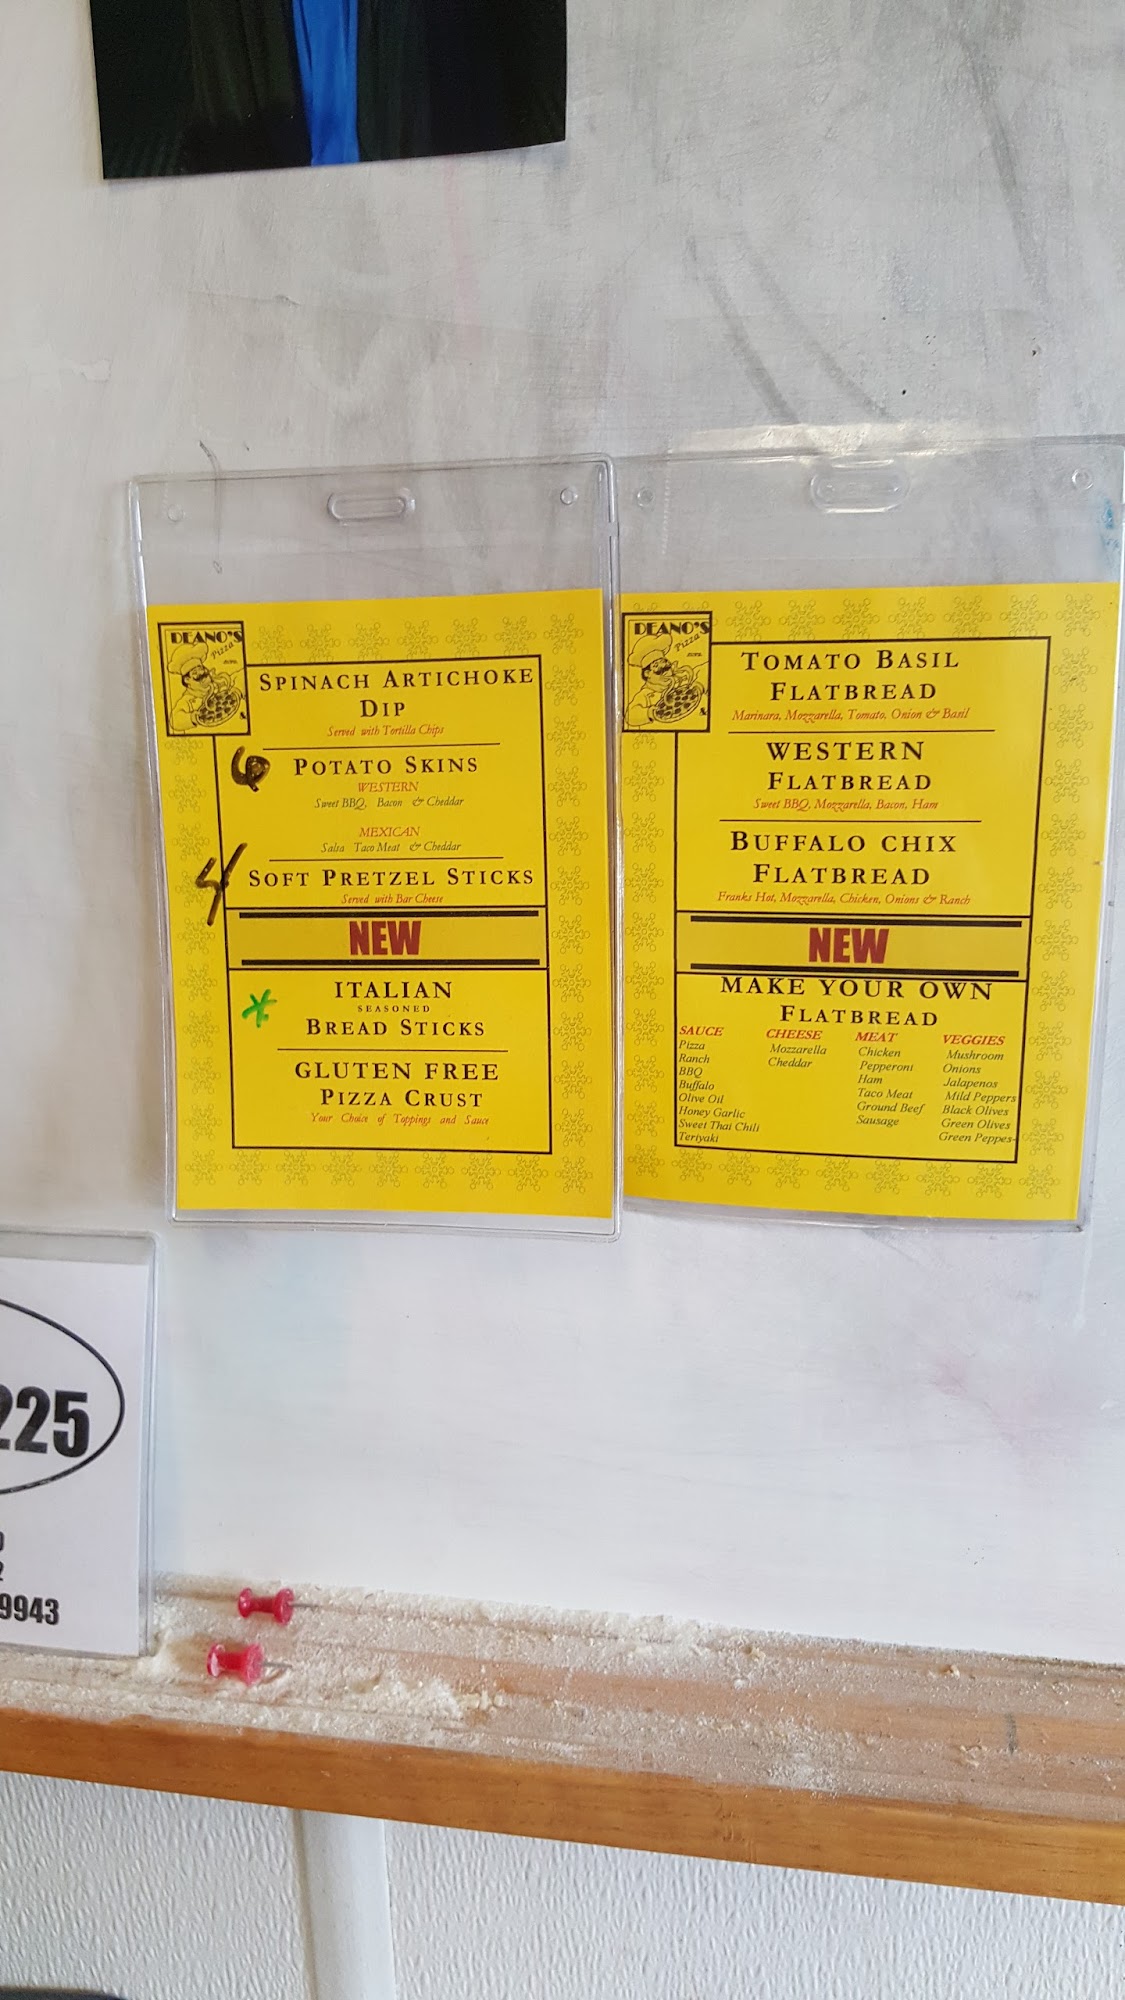 DEANO'S
Pizza
SPINACH ARTICHOKE
DIP
Served with Tortilla Chips
6
POTATO SKINS
WESTERN
Sweet BBQ, Bacon & Cheddar
MEXICAN
Salsa Taco Meat & Cheddar
SOFT PRETZEL STICKS
Served with Bar Cheese
NEW
*
ITALIAN
SEASONED
BREAD STICKS
GLUTEN FREE
PIZZA CRUST
Your Choice of Toppings and Sauce
DEANO'S
Pizza
TOMATO BASIL
FLATBREAD
Marinara, Mozzarella, Tomato, Onion & Basil
WESTERN
FLATBREAD
Sweet BBQ, Mozzarella, Bacon, Ham
BUFFALO CHIX
FLATBREAD
Franks Hot, Mozzarella, Chicken, Onions & Ranch
NEW
MAKE YOUR OWN
FLATBREAD
SAUCE
Pizza
Ranch
BBQ
Buffalo
Olive Oil
Honey Garlic
Sweet Thai Chili
Teriyaki
CHEESE
Mozzarella
Cheddar
MEAT
Chicken
Pepperoni
Ham
Taco Meat
Ground Beef
Sausage
VEGGIES
Mushroom
Onions
Jalapenos
Mild Peppers
Black Olives
Green Olives
Green Peppes
225
9943